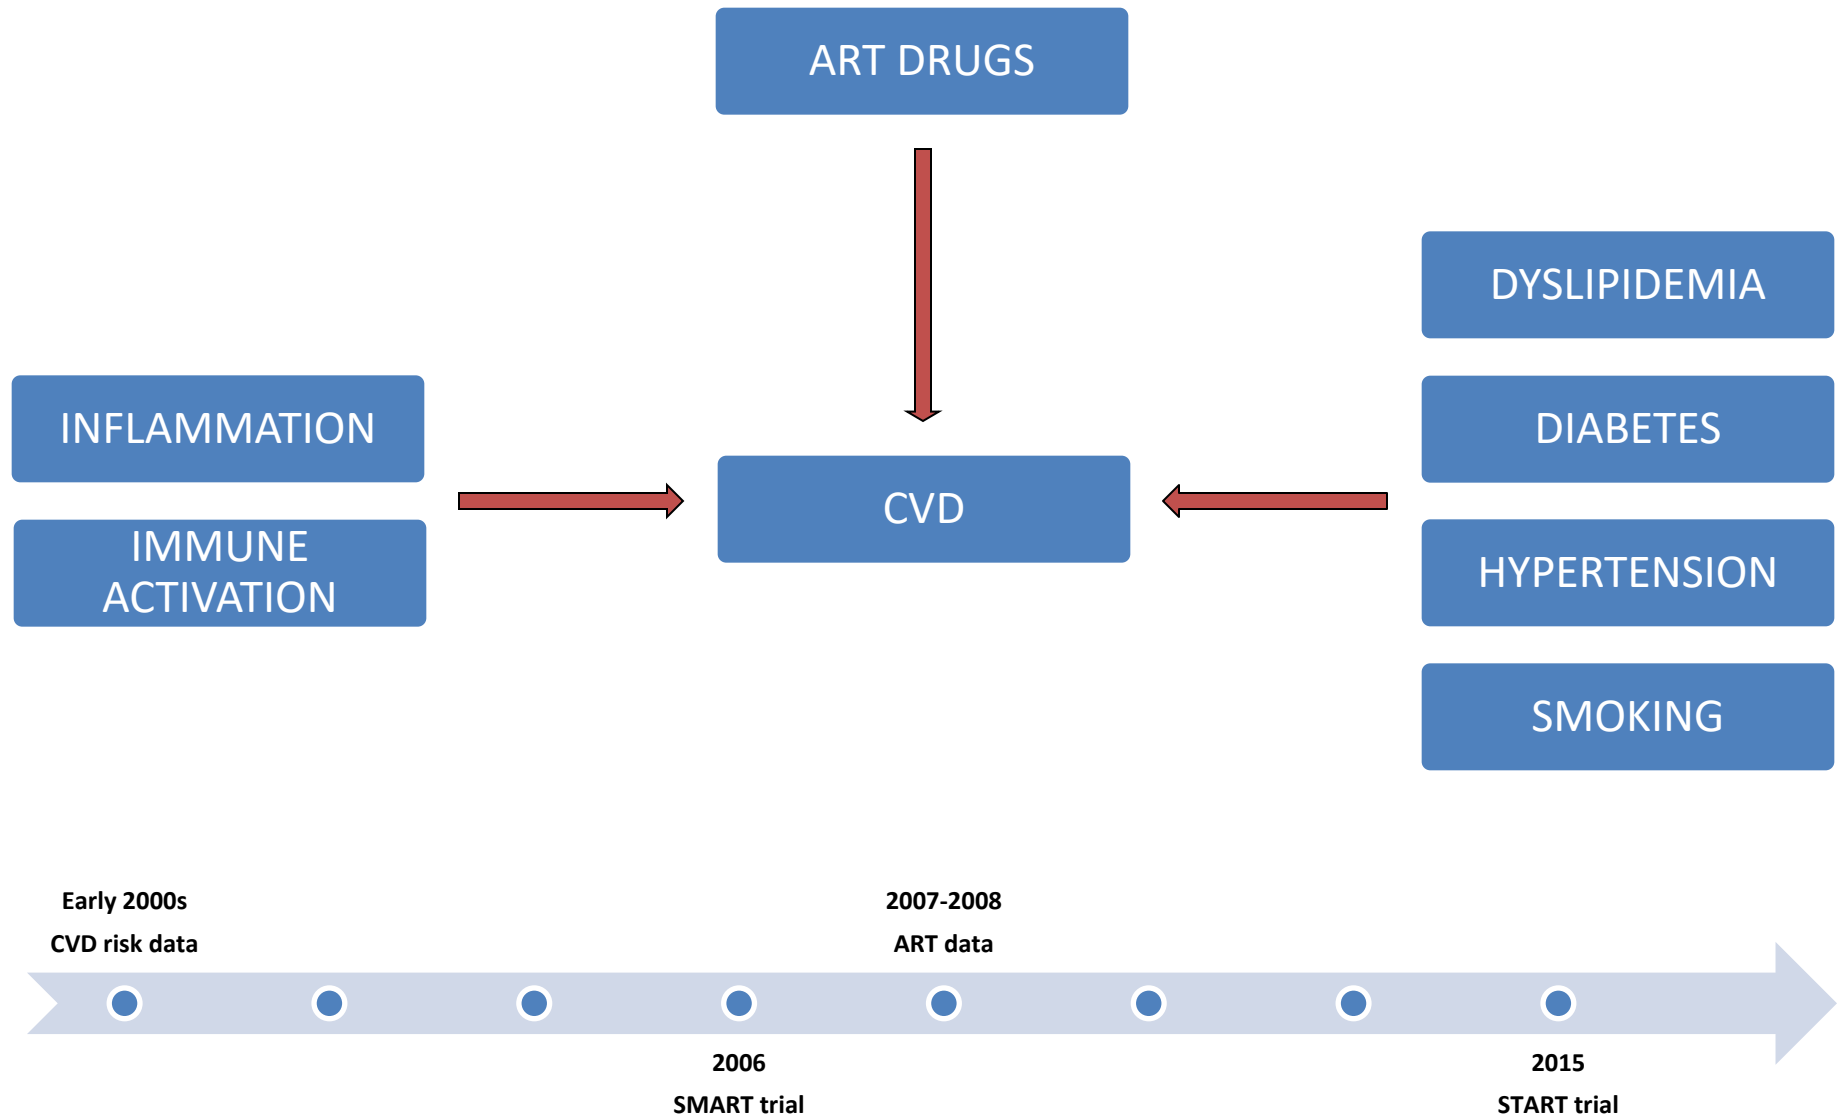 ART DRUGS
DYSLIPIDEMIA
INFLAMMATION
DIABETES
CVD
IMMUNE
ACTIVATION
HYPERTENSION
SMOKING
Early 2000s
CVD risk data
2007-2008
ART data
2006
SMART trial
2015
START trial